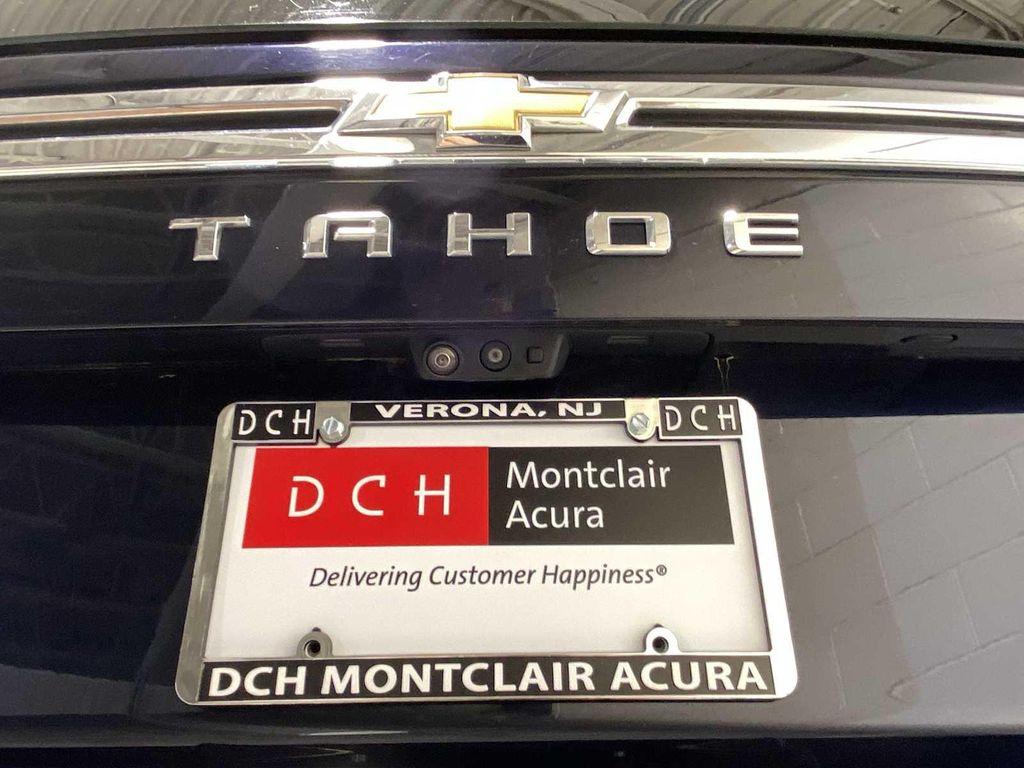 TAHOE
DCH VERONA, NJ DCH
DCH Montclair
Acura
Delivering Customer Happiness®
DCH MONTCLAIR ACURA